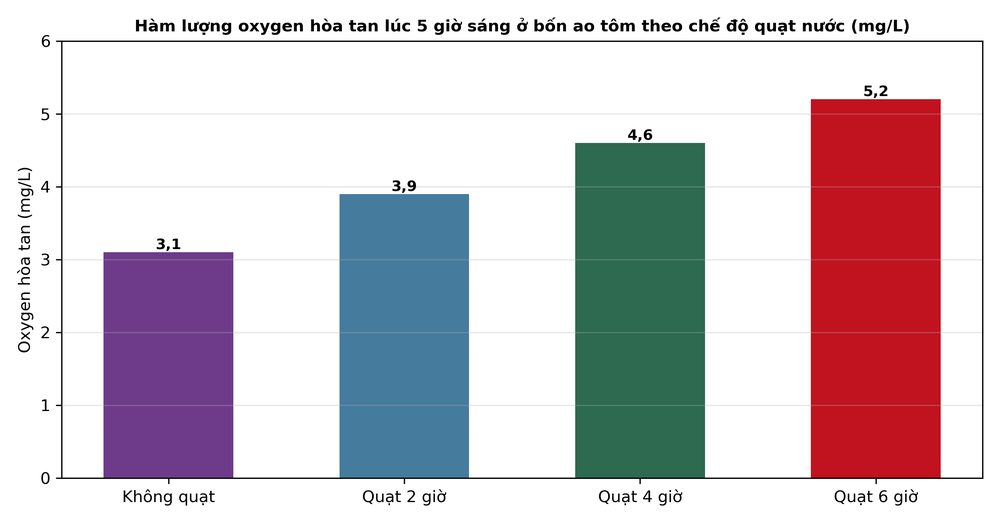 Hàm lượng oxygen hòa tan lúc 5 giờ sáng ở bốn ao tôm theo chế độ quạt nước (mg/L)
Oxygen hòa tan (mg/L)
6
5
4
3
2
1
0
3,1
3,9
4,6
5,2
Không quạt
Quạt 2 giờ
Quạt 4 giờ
Quạt 6 giờ